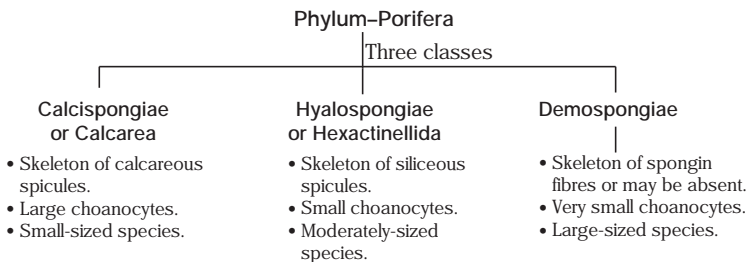 Phylum–Porifera
Three classes
Calcispongiae
or Calcarea
• Skeleton of calcareous
spicules.
• Large choanocytes.
• Small-sized species.
Hyalospongiae
or Hexactinellida
• Skeleton of siliceous
spicules.
• Small choanocytes.
• Moderately-sized
species.
Demospongiae
• Skeleton of spongin
fibres or may be absent.
• Very small choanocytes.
• Large-sized species.